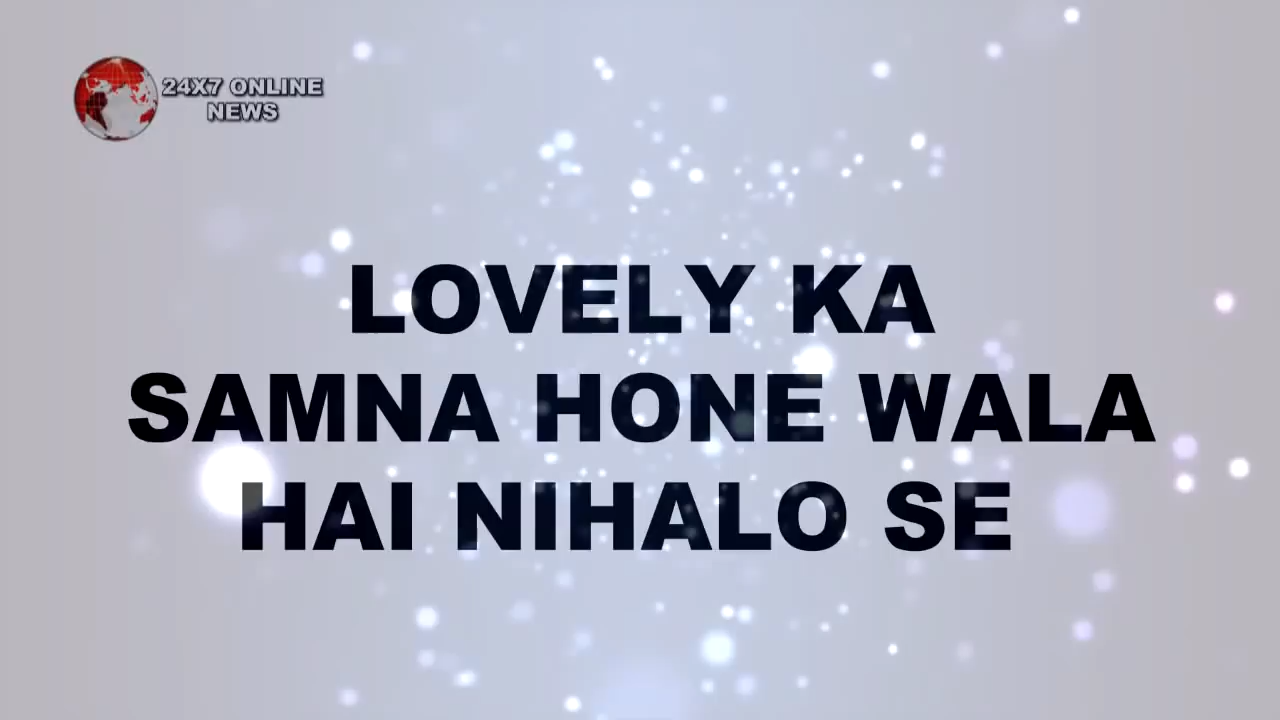 24X7 ONLINE
NEWS
LOVELY KA
SAMNA HONE WALA
HAI NIHALO SE